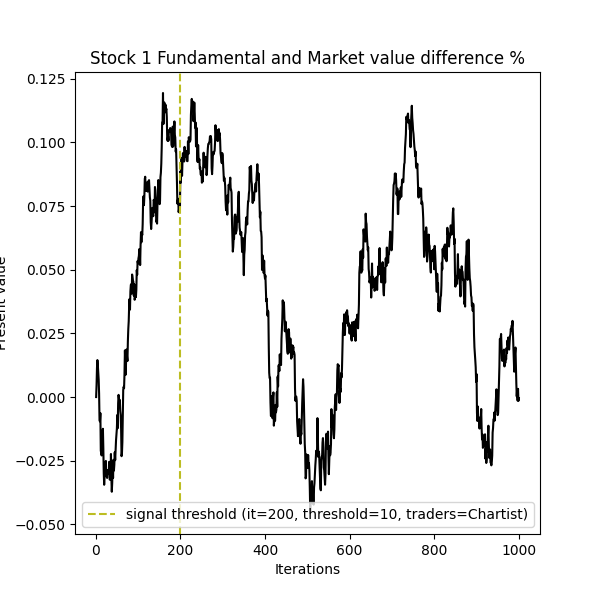 Stock 1 Fundamental and Market value difference %
0.125
0.100
0.075
0.050
0.025
0.000
−0.025
−0.050
Present value
signal threshold (it=200, threshold=10, traders=Chartist)
0 200 400 600 800 1000
Iterations